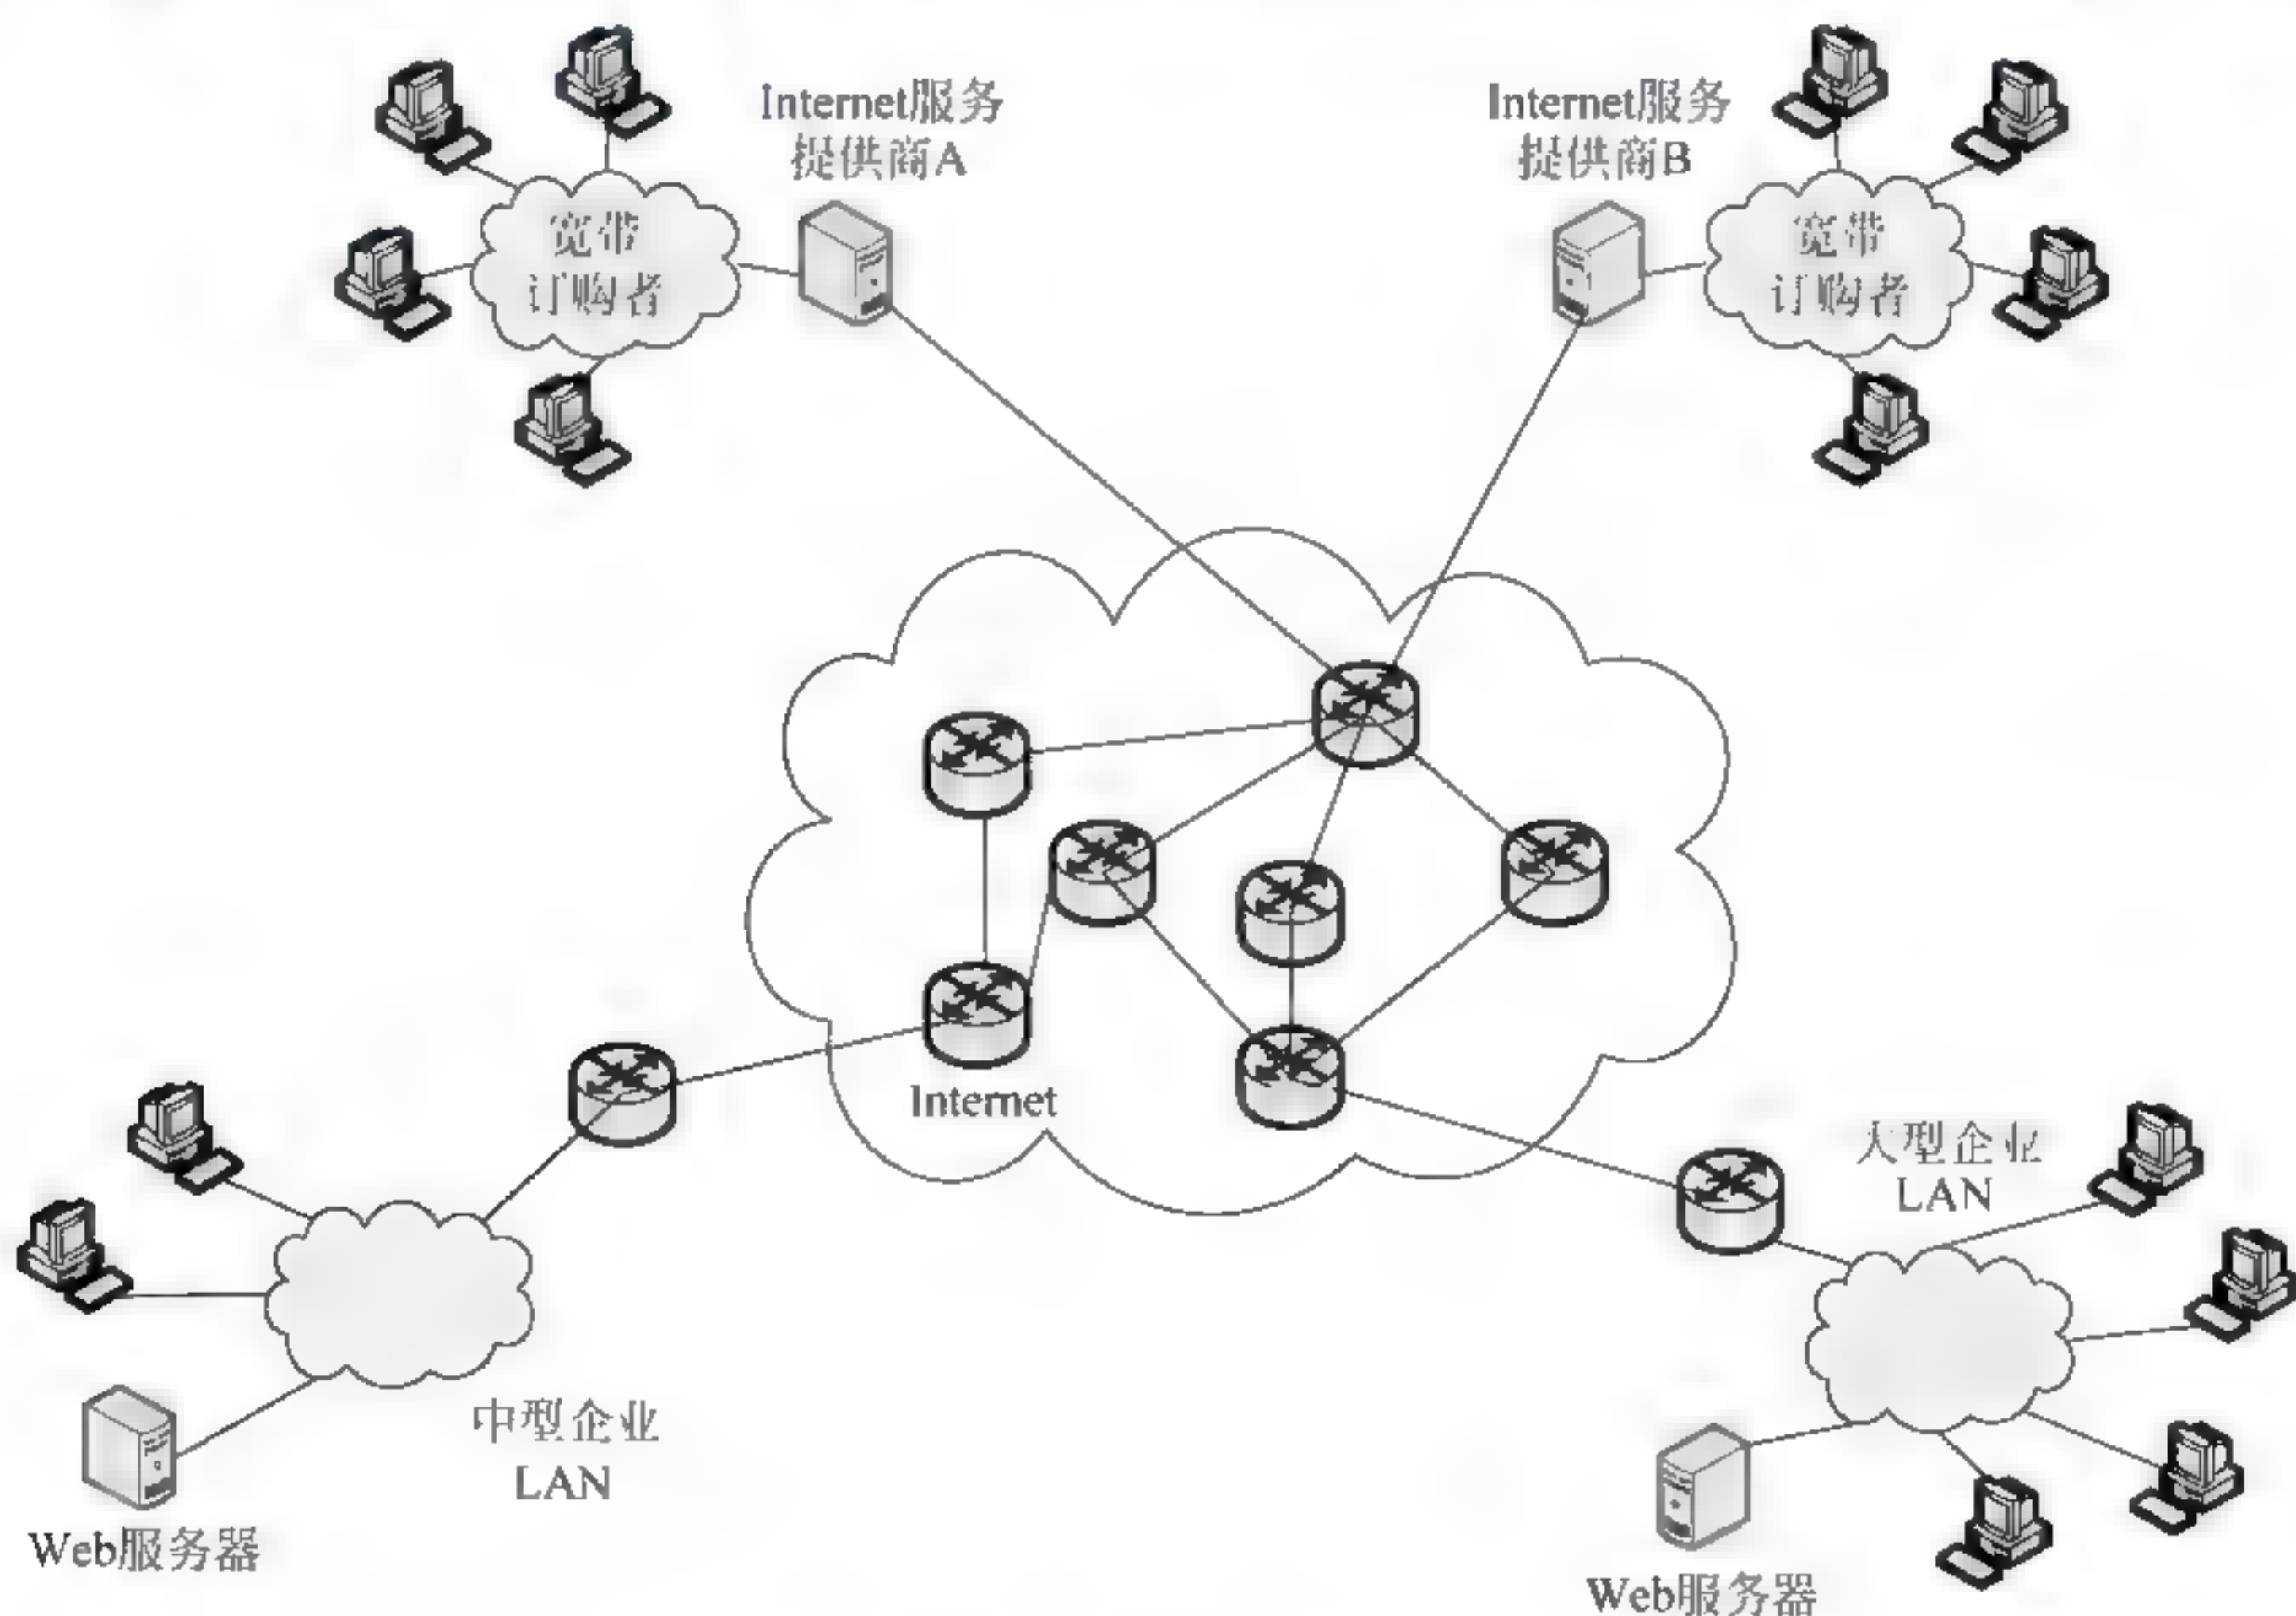 Internet服务
提供商A
Internet服务
提供商B
宽带
订购者
宽带
订购者
Internet
大型企业
LAN
中型企业
LAN
Web服务器
Web服务器